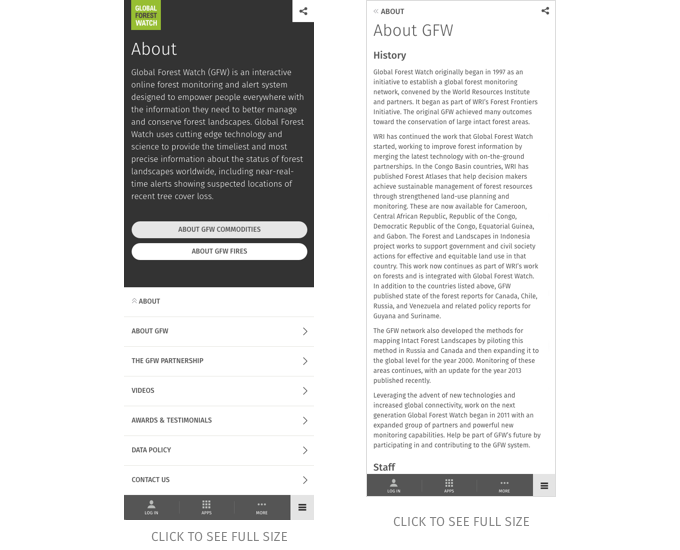 GLOBAL
FOREST
WATCH
About
Global Forest Watch (GFW) is an interactive
online forest monitoring and alert system
designed to empower people everywhere with
the information they need to better manage
and conserve forest landscapes. Global Forest
Watch uses cutting edge technology and
science to provide the timeliest and most
precise information about the status of forest
landscapes worldwide, including near-real-
time alerts showing suspected locations of
recent tree cover loss.
ABOUT GFW COMMODITIES
ABOUT GFW FIRES
ABOUT
ABOUT GFW
THE GFW PARTNERSHIP
VIDEOS
AWARDS & TESTIMONIALS
DATA POLICY
CONTACT US
LOG IN
APPS
MORE
CLICK TO SEE FULL SIZE
ABOUT
About GFW
History
Global Forest Watch originally began in 1997 as an
initiative to establish a global forest monitoring
network, convened by the World Resources Institute
and partners. It began as part of WRI's Forest Frontiers
Initiative. The original GFW achieved many outcomes
toward the conservation of large intact forest areas.
WRI has continued the work that Global Forest Watch
started, working to improve forest information by
merging the latest technology with on-the-ground
partnerships. In the Congo Basin countries, WRI has
published Forest Atlases that help decision makers
achieve sustainable management of forest resources
through strengthened land-use planning and
monitoring. These are now available for Cameroon,
Central African Republic, Republic of the Congo,
Democratic Republic of the Congo, Equatorial Guinea,
and Gabon. The Forest and Landscapes in Indonesia
project works to support government and civil society
actions for effective and equitable land use in that
country. This work now continues as part of WRI's work
on forests and is integrated with Global Forest Watch.
In addition to the countries listed above, GFW
published state of the forest reports for Canada, Chile,
Russia, and Venezuela and related policy reports for
Guyana and Suriname.
The GFW network also developed the methods for
mapping Intact Forest Landscapes by piloting this
method in Russia and Canada and then expanding it to
the global level for the year 2000. Monitoring of these
areas continues, with an update for the year 2013
published recently.
Leveraging the advent of new technologies and
increased global connectivity, work on the next
generation Global Forest Watch began in 2011 with an
expanded group of partners and powerful new
monitoring capabilities. Help be part of GFW's future by
participating in and contributing to the GFW system.
Staff
LOG IN
APPS
MORE
CLICK TO SEE FULL SIZE